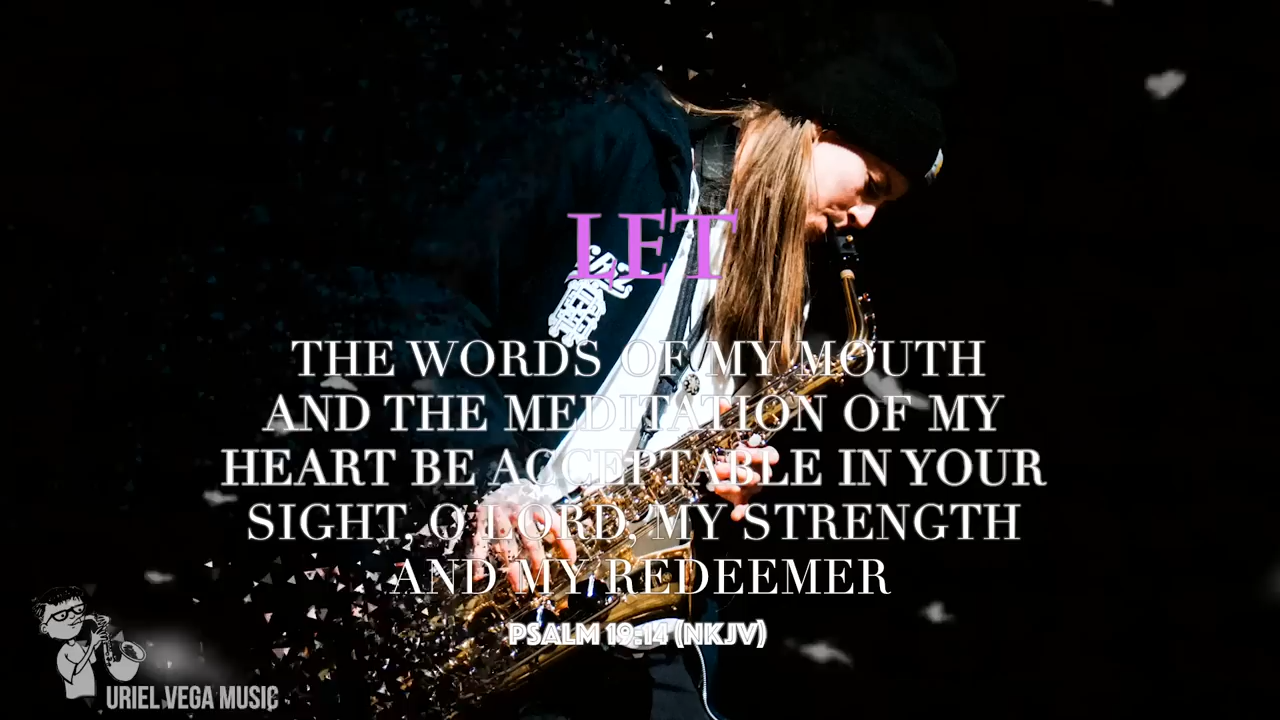 LET
THE WORDS OF MY MOUTH
AND THE MEDITATION OF MY
HEART BE ACCEPTABLE IN YOUR
SIGHT, O LORD, MY STRENGTH
AND MY REDEEMER
PSALM 19:14 (NKJV)
URIEL VEGA MUSIC